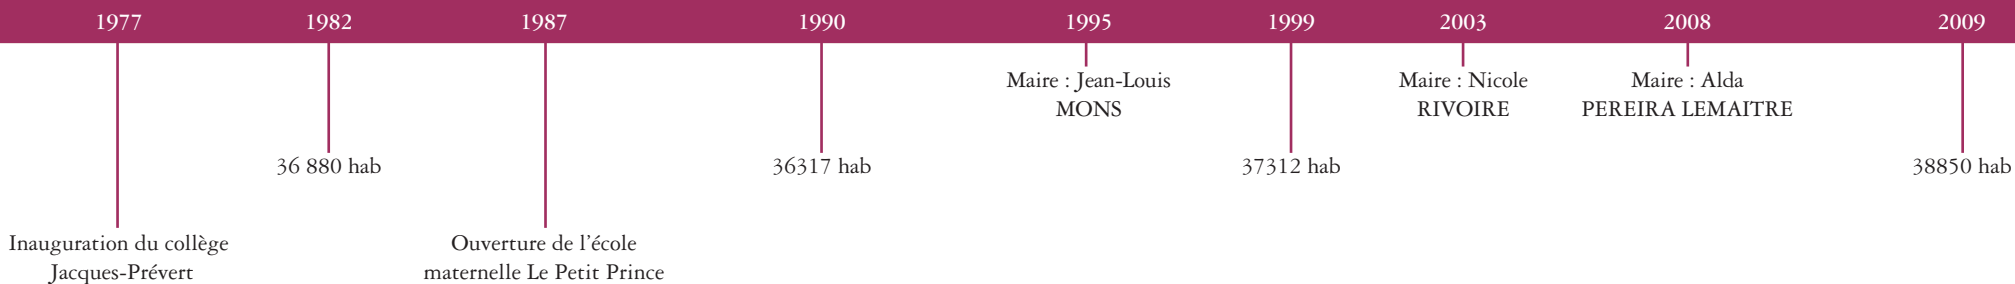 1977 1982 1987 1990 1995 1999 2003 2008 2009
Maire : Jean-Louis
MONS
Maire : Nicole
RIVOIRE
Maire : Alda
PEREIRA LEMAITRE
36 880 hab
36317 hab
37312 hab
38850 hab
Inauguration du collège
Jacques-Prévert
Ouverture de l’école
maternelle Le Petit Prince